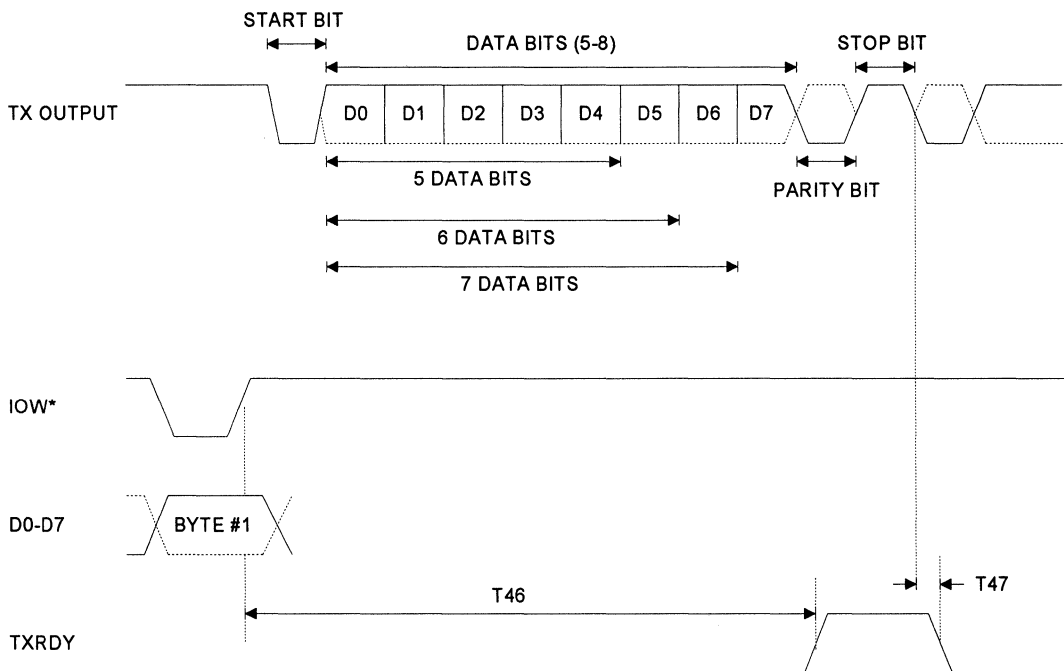 START BIT
DATA BITS (5-8)
STOP BIT
TX OUTPUT
D0 D1 D2 D3 D4 D5 D6 D7
5 DATA BITS
PARITY BIT
6 DATA BITS
7 DATA BITS
IOW*
D0-D7
BYTE #1
T46
T47
TXRDY